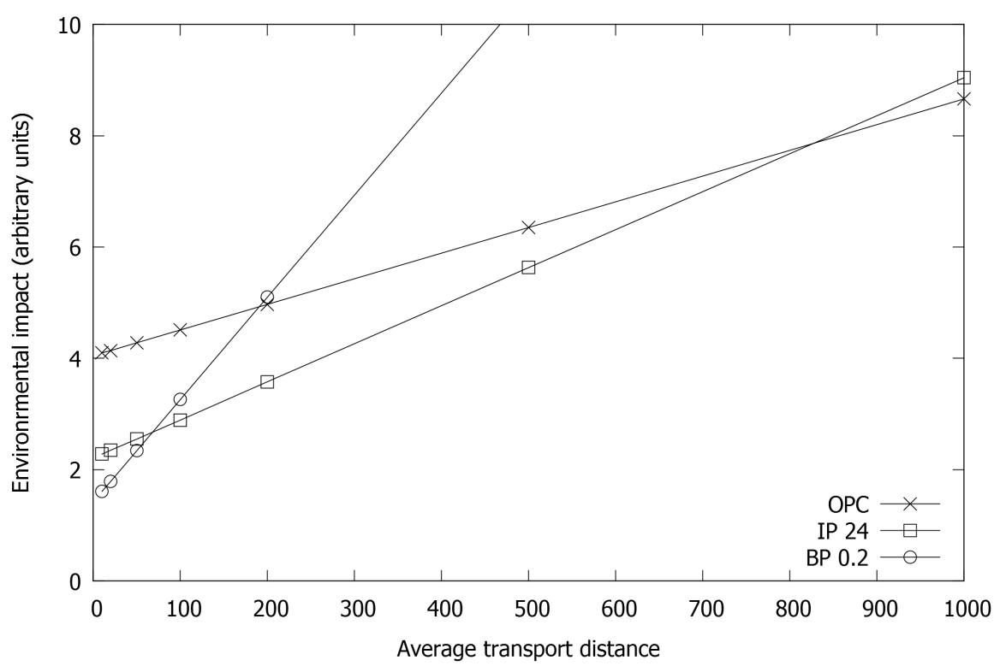 10
8
6
4
2
0
Environrmental impact (arbitrary units)
0 100 200 300 400 500 600 700 800 900 1000
Average transport distance
OPC
IP 24
BP 0.2